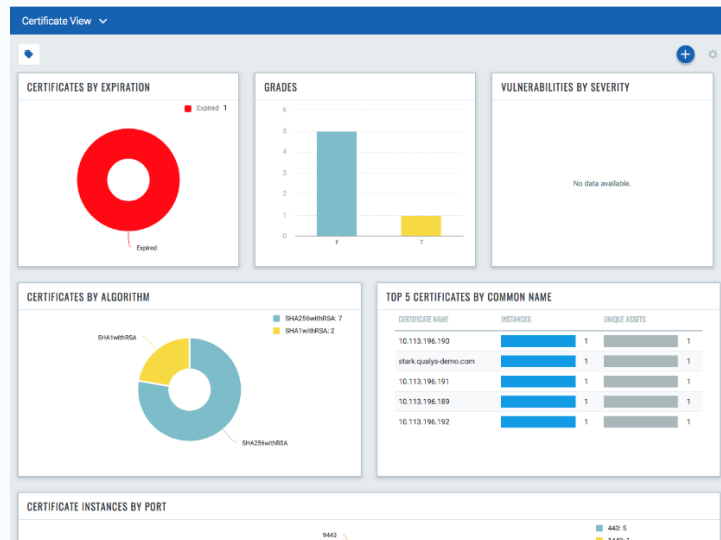 Certificate View
CERTIFICATES BY EXPIRATION
Expired 1
Expired
GRADES
6
5
4
3
2
1
0
F T
VULNERABILITIES BY SEVERITY
No data available.
CERTIFICATES BY ALGORITHM
SHA256withRSA: 7
SHA1withRSA: 2
SHA1withRSA
SHA256withRSA
TOP 5 CERTIFICATES BY COMMON NAME
CERTIFICATE NAME INSTANCES UNIQUE ASSETS
10.113.196.190 1 1
stark.qualys-demo.com 1 1
10.113.196.191 1 1
10.113.196.189 1 1
10.113.196.192 1 1
CERTIFICATE INSTANCES BY PORT
9443
443: 5